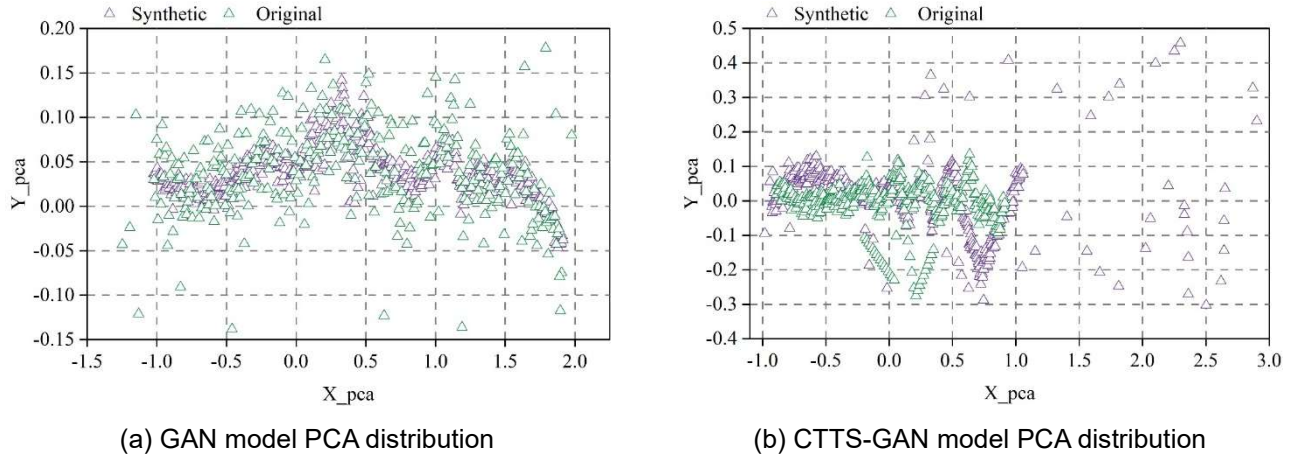 Synthetic Original
0.20
0.15
0.10
0.05
0.00
-0.05
-0.10
-0.15
Y_pca
-1.5 -1.0 -0.5 0.0 0.5 1.0 1.5 2.0
X_pca
(a) GAN model PCA distribution
Synthetic Original
0.5
0.4
0.3
0.2
0.1
0.0
-0.1
-0.2
-0.3
-0.4
Y_pca
-1.0 -0.5 0.0 0.5 1.0 1.5 2.0 2.5 3.0
X_pca
(b) CTTS-GAN model PCA distribution